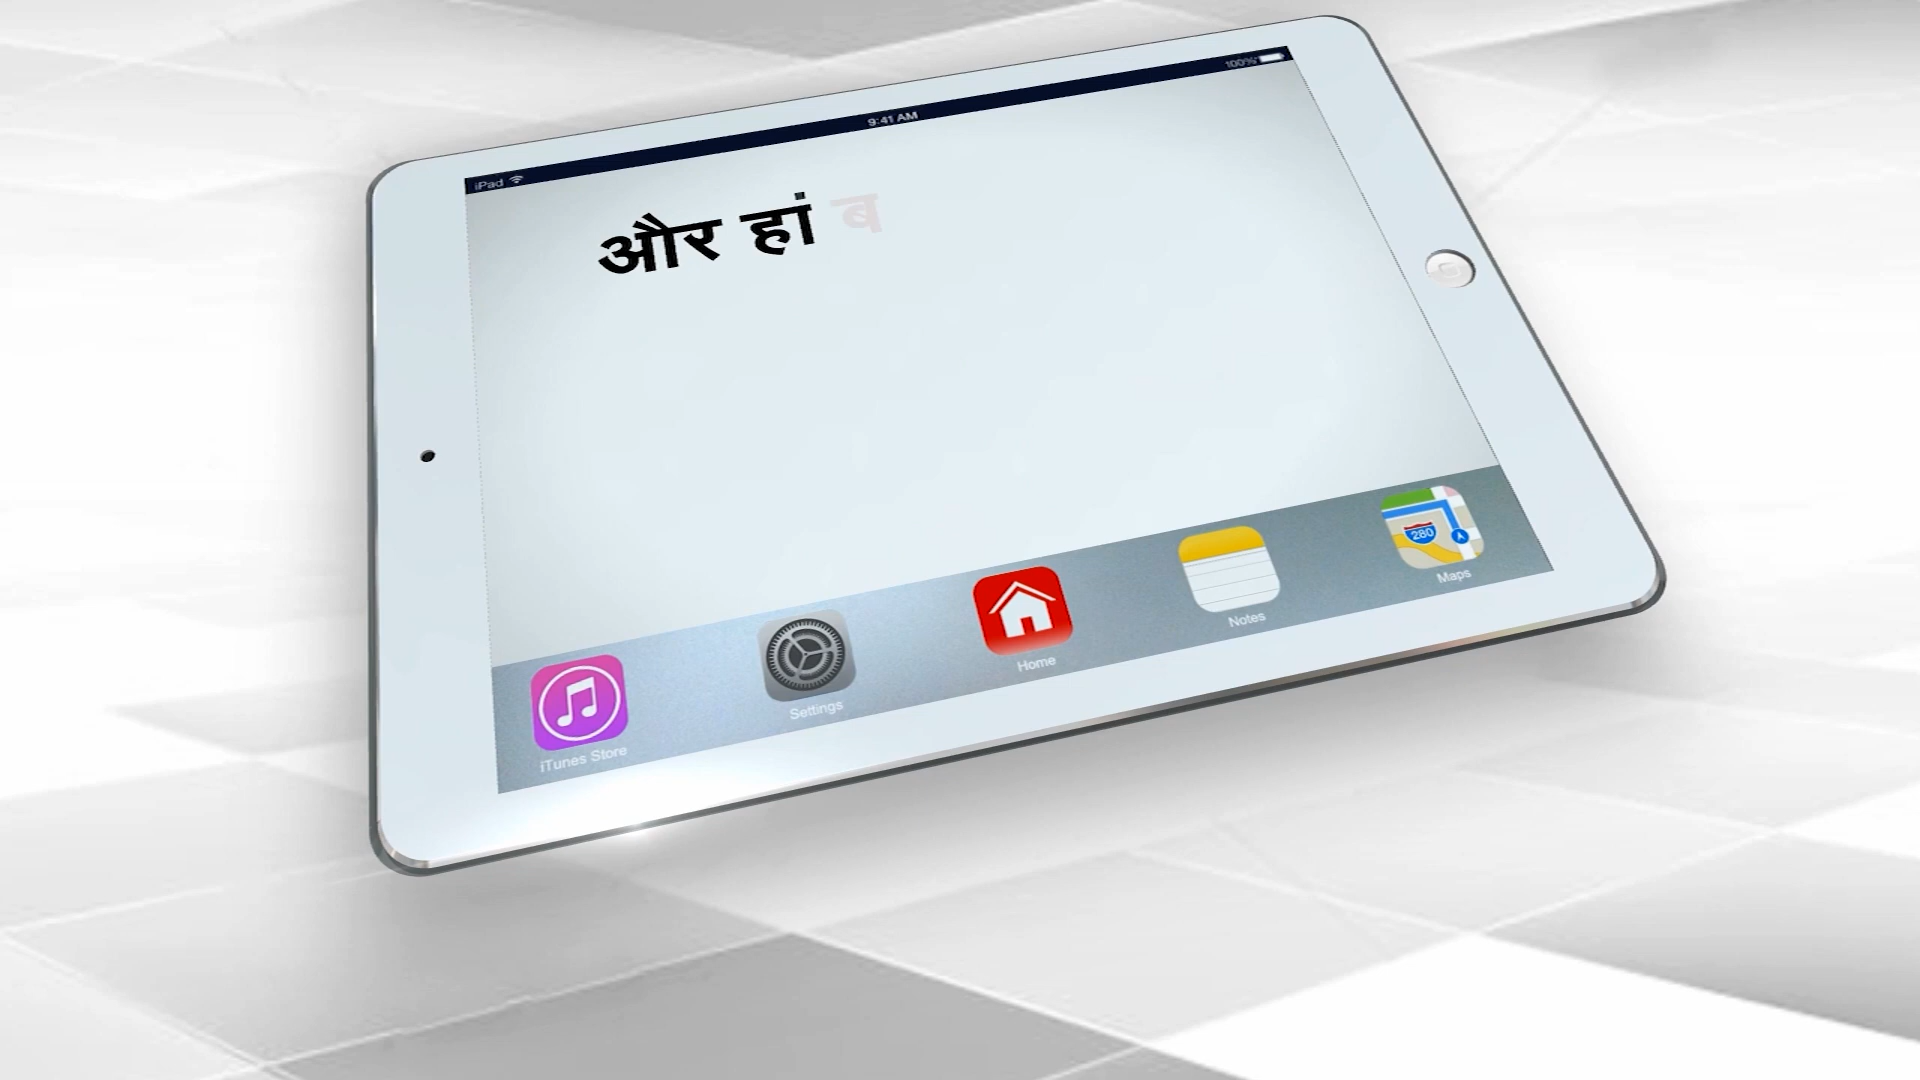 iPad
9:41 AM
100%
और हां ब
iTunes Store
Settings
Home
Notes
280
Maps